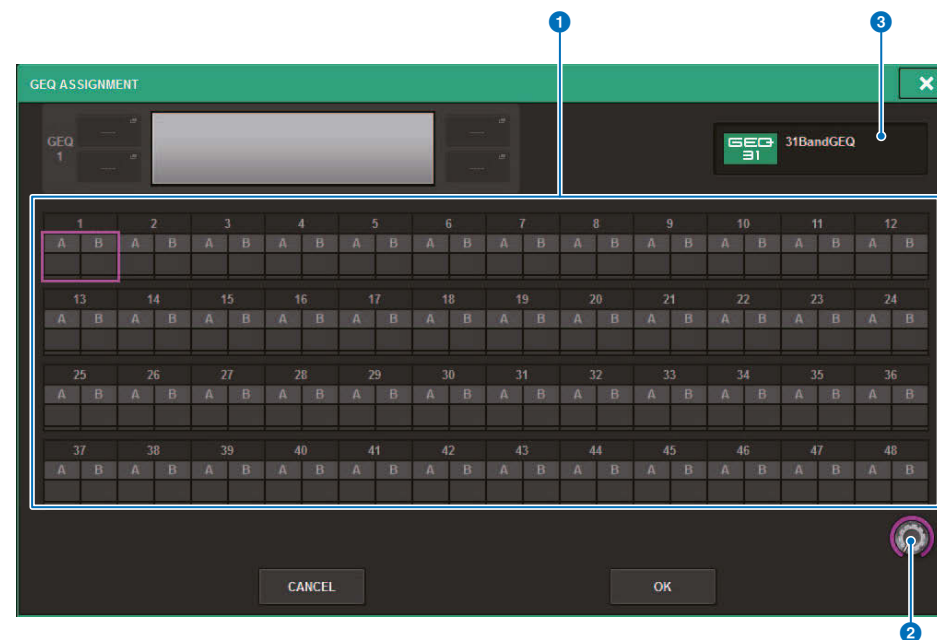 1 3
GEQ ASSIGNMENT
GEQ
1
GEQ
31
31BandGEQ
1 2 3 4 5 6 7 8 9 10 11 12
A B A B A B A B A B A B A B A B A B A B A B A B
13 14 15 16 17 18 19 20 21 22 23 24
A B A B A B A B A B A B A B A B A B A B A B A B
25 26 27 28 29 30 31 32 33 34 35 36
A B A B A B A B A B A B A B A B A B A B A B A B
37 38 39 40 41 42 43 44 45 46 47 48
A B A B A B A B A B A B A B A B A B A B A B A B
CANCEL OK
2